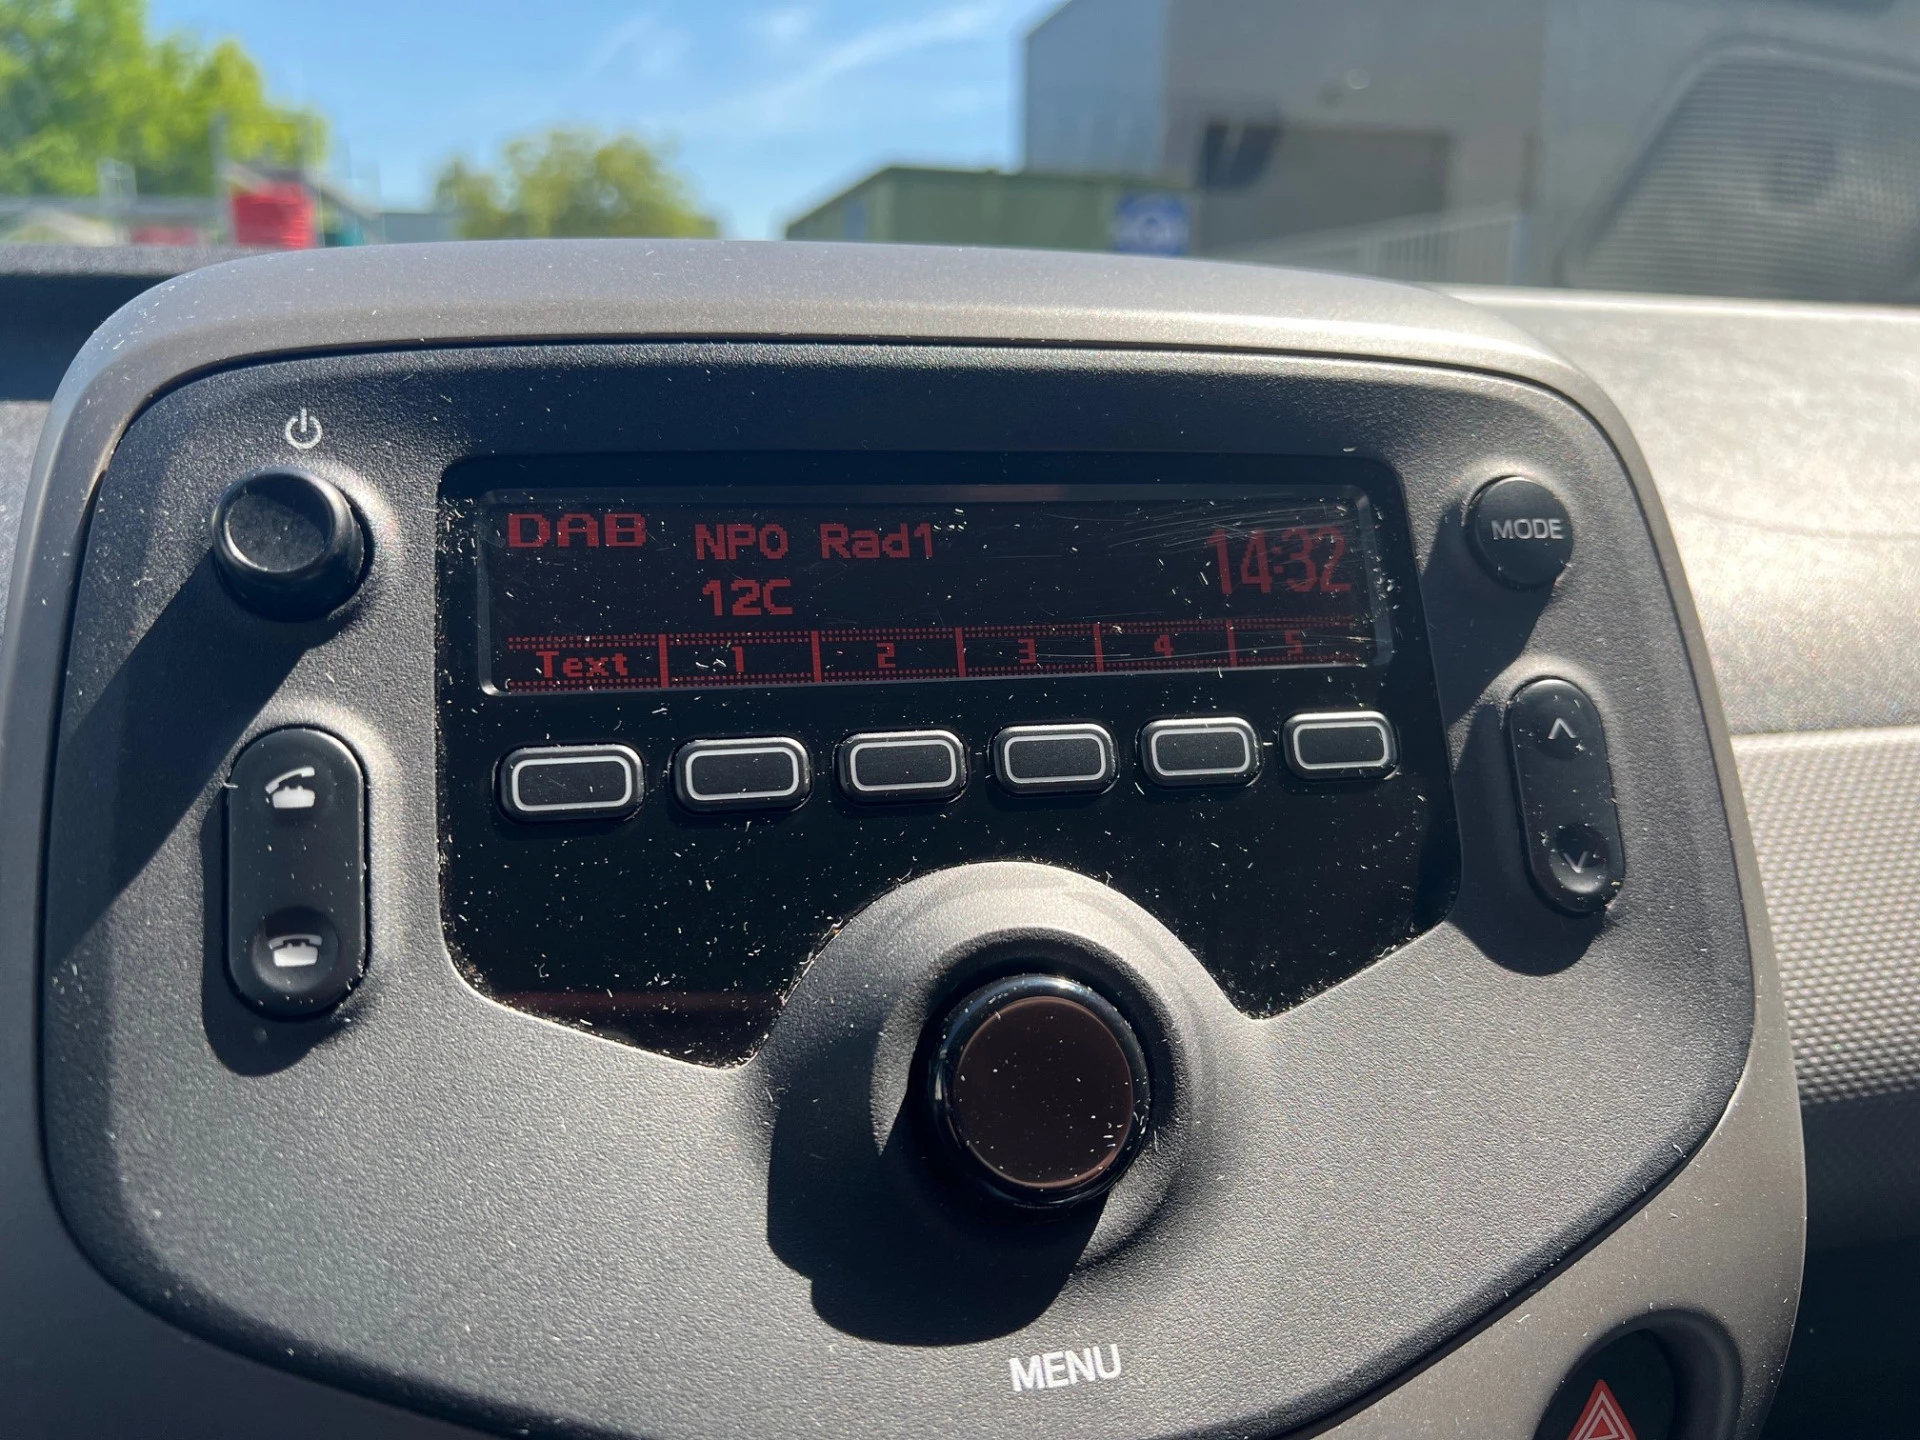 DAB NPO Rad1 14:32
12C
Text 1 2 3 4 5
MODE
MENU